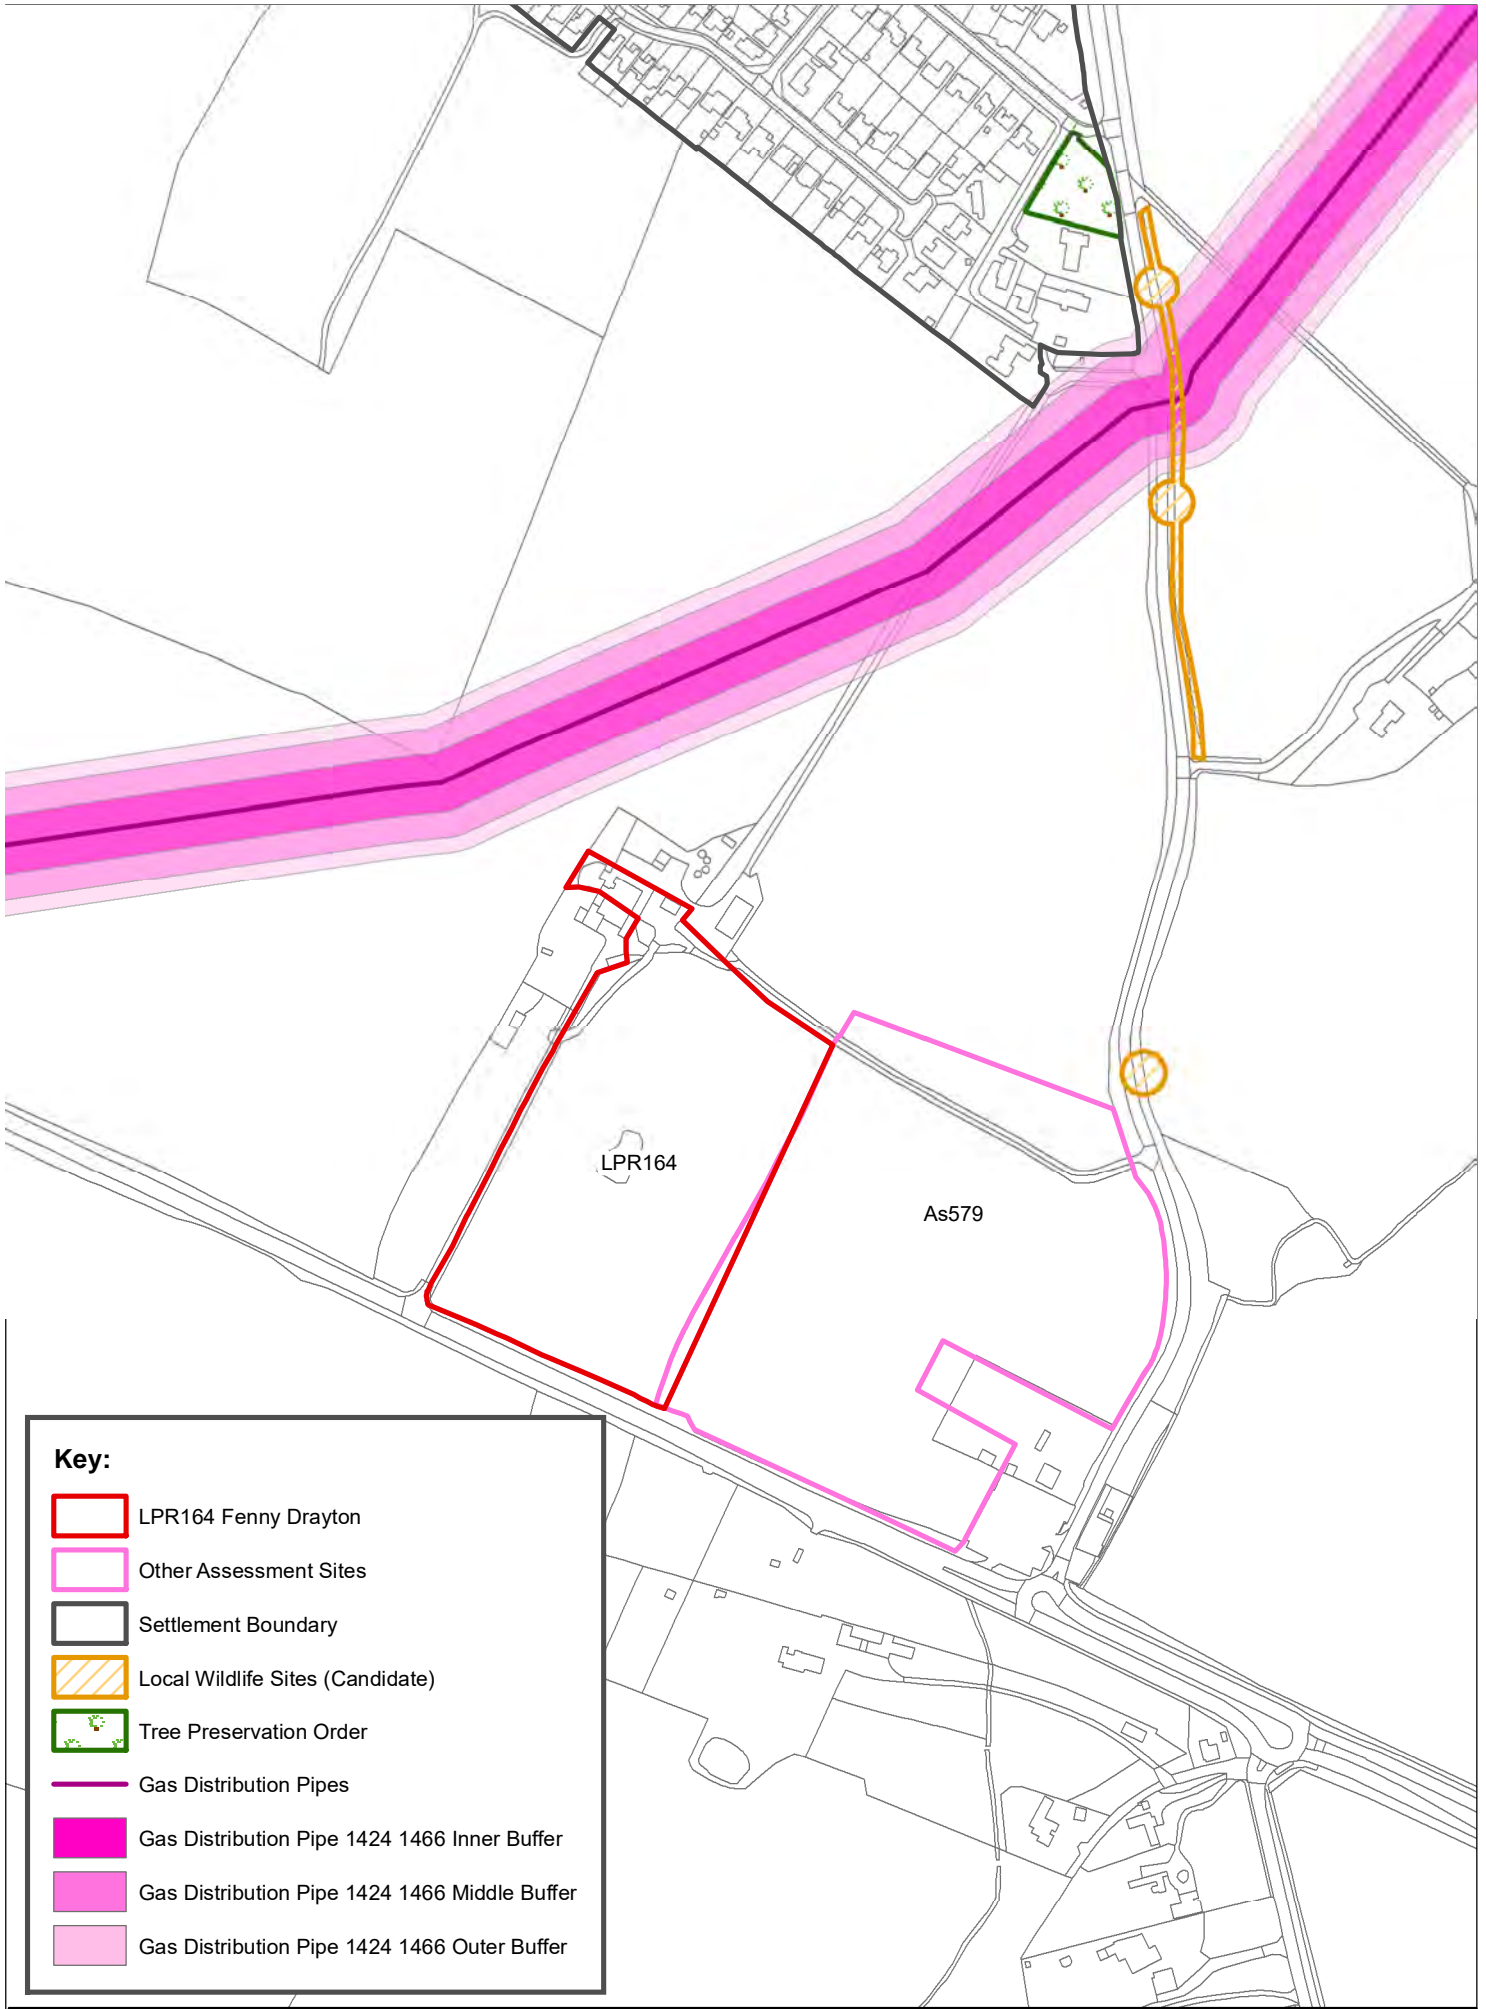 LPR164
As579
Key:
LPR164 Fenny Drayton
Other Assessment Sites
Settlement Boundary
Local Wildlife Sites (Candidate)
Tree Preservation Order
Gas Distribution Pipes
Gas Distribution Pipe 1424 1466 Inner Buffer
Gas Distribution Pipe 1424 1466 Middle Buffer
Gas Distribution Pipe 1424 1466 Outer Buffer